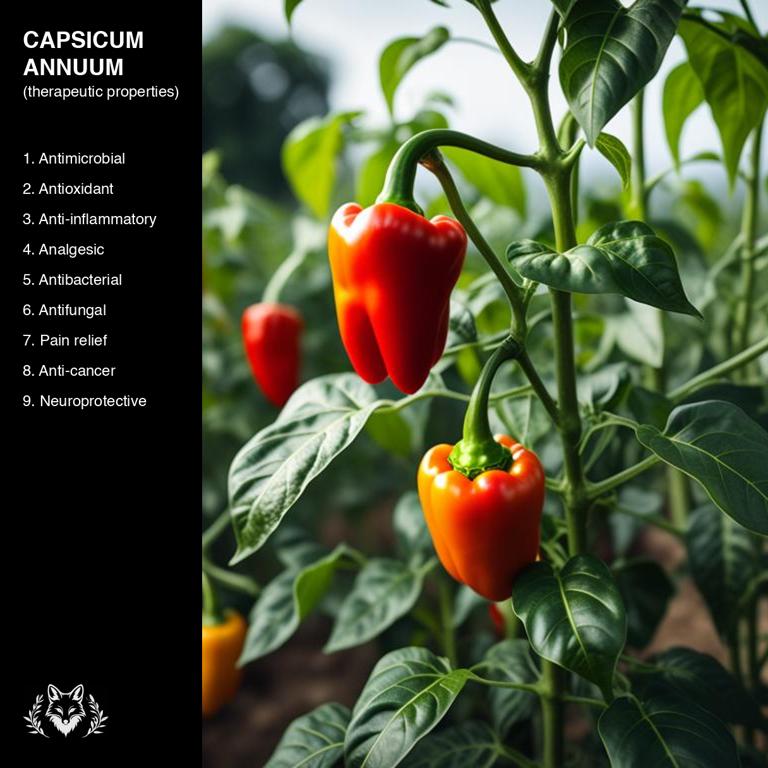 CAPSICUM
ANNUUM
(therapeutic properties)
1. Antimicrobial
2. Antioxidant
3. Anti-inflammatory
4. Analgesic
5. Antibacterial
6. Antifungal
7. Pain relief
8. Anti-cancer
9. Neuroprotective